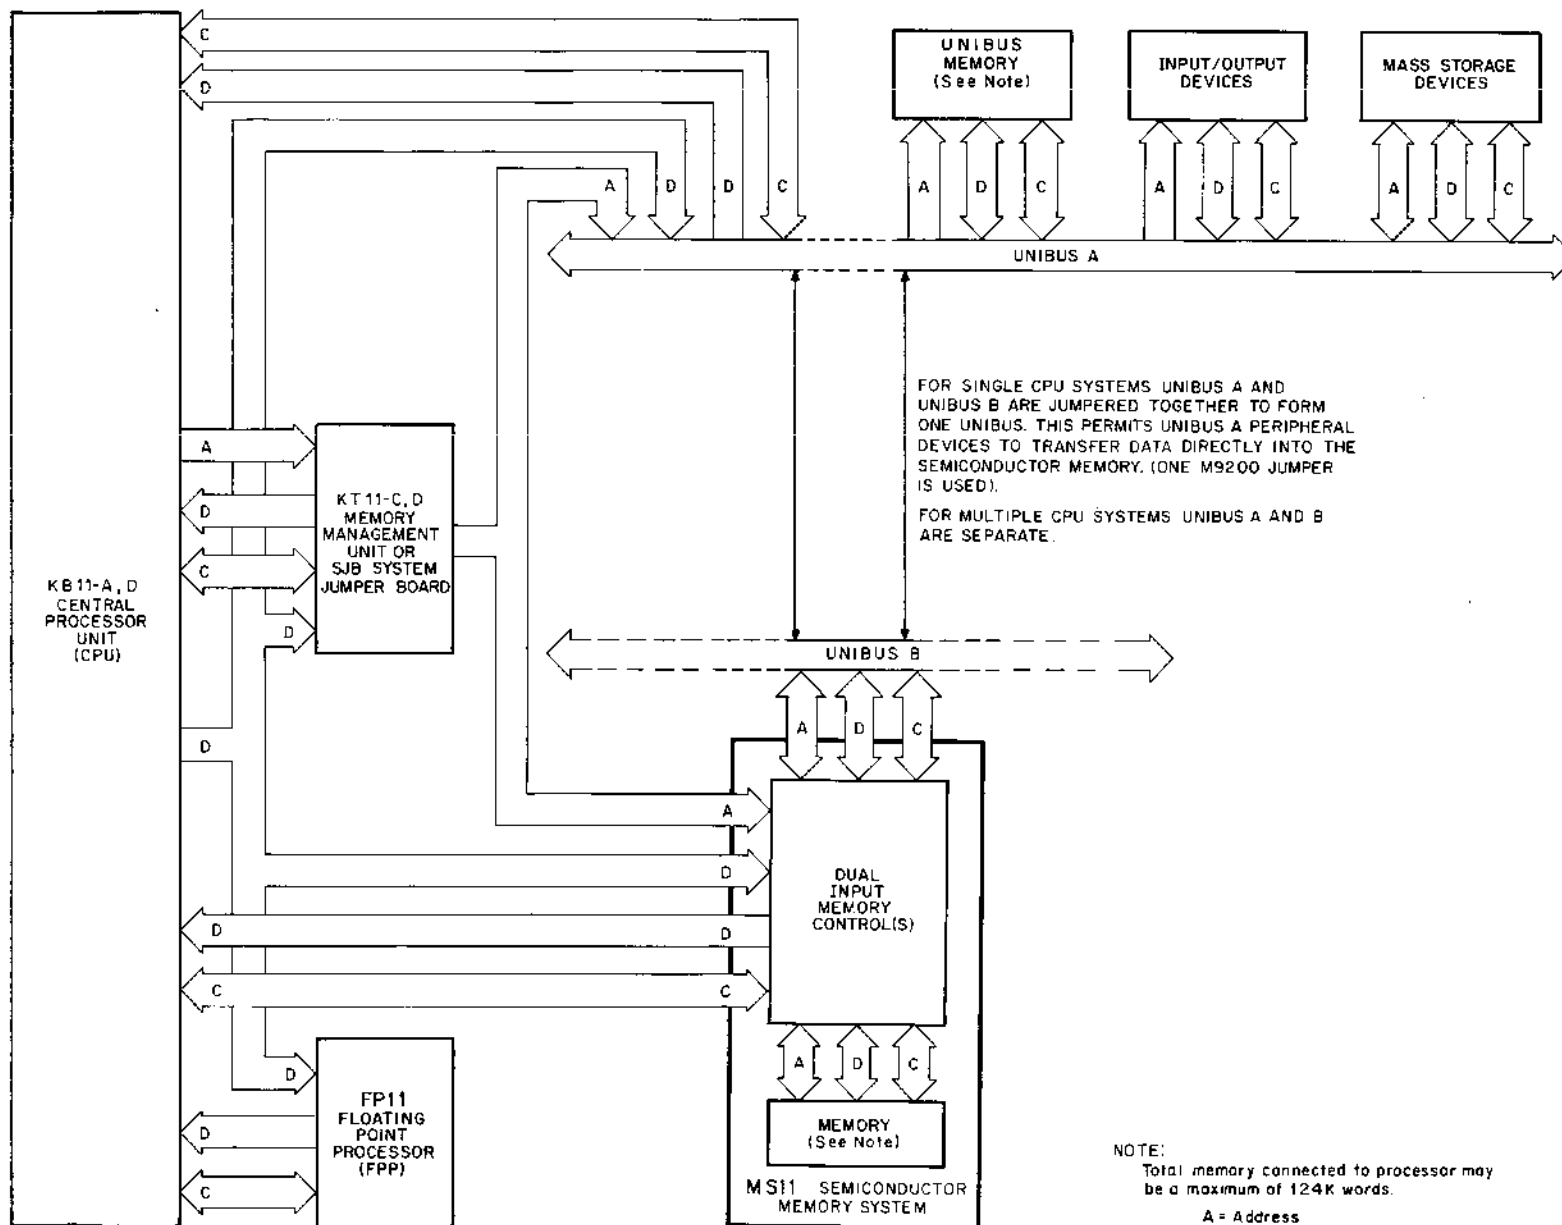 C
D
UNIBUS
MEMORY
(See Note)
INPUT/OUTPUT
DEVICES
MASS STORAGE
DEVICES
A
D
D
C
A
D
C
A
D
C
A
D
C
UNIBUS A
FOR SINGLE CPU SYSTEMS UNIBUS A AND
UNIBUS B ARE JUMPERED TOGETHER TO FORM
ONE UNIBUS. THIS PERMITS UNIBUS A PERIPHERAL
DEVICES TO TRANSFER DATA DIRECTLY INTO THE
SEMICONDUCTOR MEMORY. (ONE M9200 JUMPER
IS USED).
FOR MULTIPLE CPU SYSTEMS UNIBUS A AND B
ARE SEPARATE.
A
D
C
D
KT11-C, D
MEMORY
MANAGEMENT
UNIT OR
SJB SYSTEM
JUMPER BOARD
KB11-A, D
CENTRAL
PROCESSOR
UNIT
(CPU)
UNIBUS B
A
D
C
D
A
D
D
D
C
C
DUAL
INPUT
MEMORY
CONTROL(S)
A
D
C
D
D
C
FP11
FLOATING
POINT
PROCESSOR
(FPP)
MEMORY
(See Note)
MS11 SEMICONDUCTOR
MEMORY SYSTEM
NOTE:
Total memory connected to processor may
be a maximum of 124K words.
A = Address